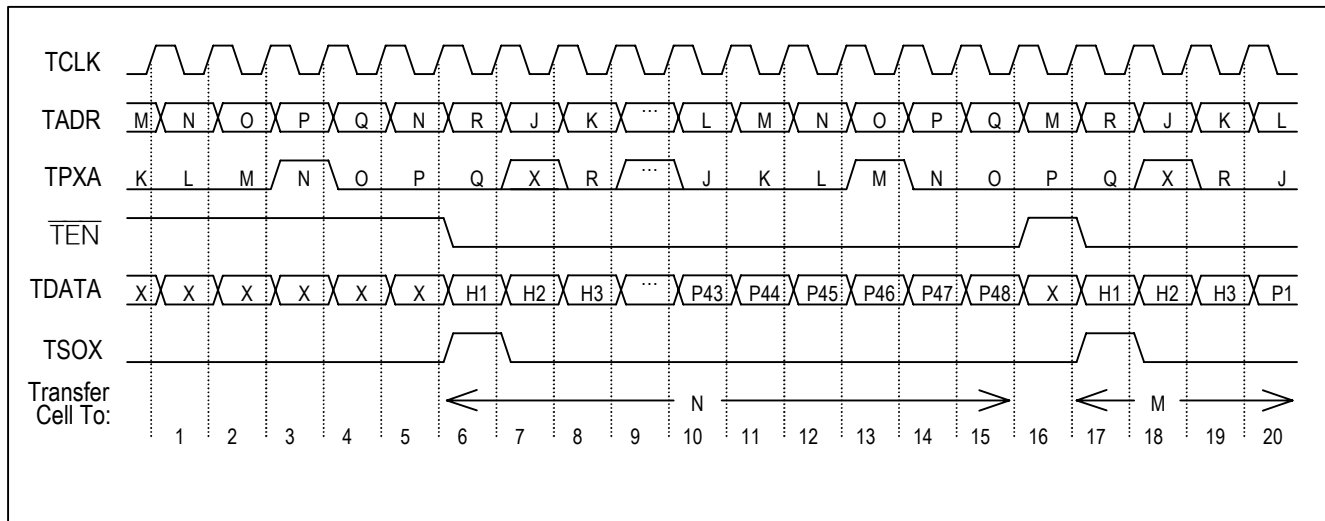 TCLK
TADR M N O P Q N R J K ... L M N O P Q M R J K L
TPXA K L M N O P Q X R ... J K L M N O P Q X R J
TEN
TDATA X X X X X X H1 H2 H3 ... P43 P44 P45 P46 P47 P48 X H1 H2 H3 P1
TSOX
Transfer
Cell To: N M
1 2 3 4 5 6 7 8 9 10 11 12 13 14 15 16 17 18 19 20